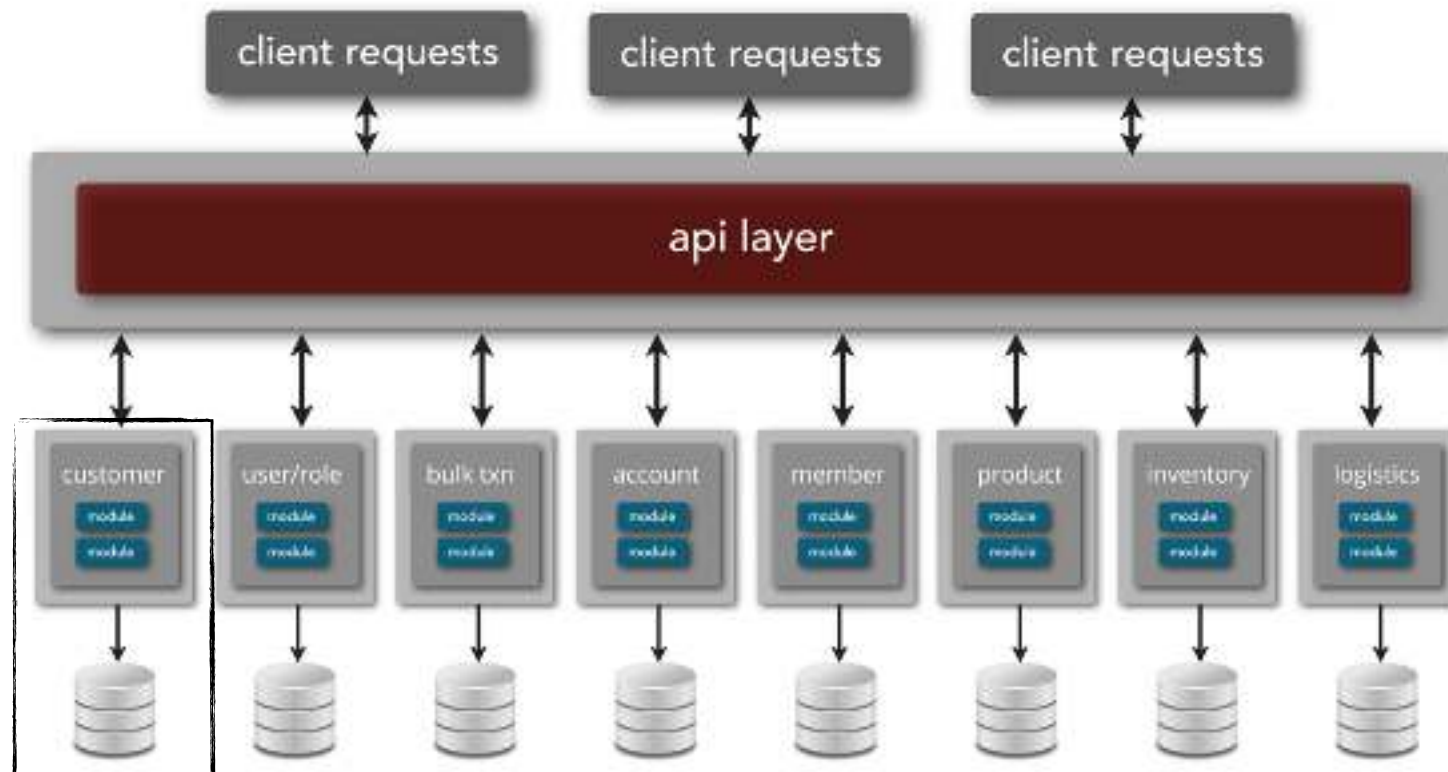 client requests
client requests
client requests
api layer
customer
module
module
user/role
module
module
bulk txn
module
module
account
module
module
member
module
module
product
module
module
inventory
module
module
logistics
module
module